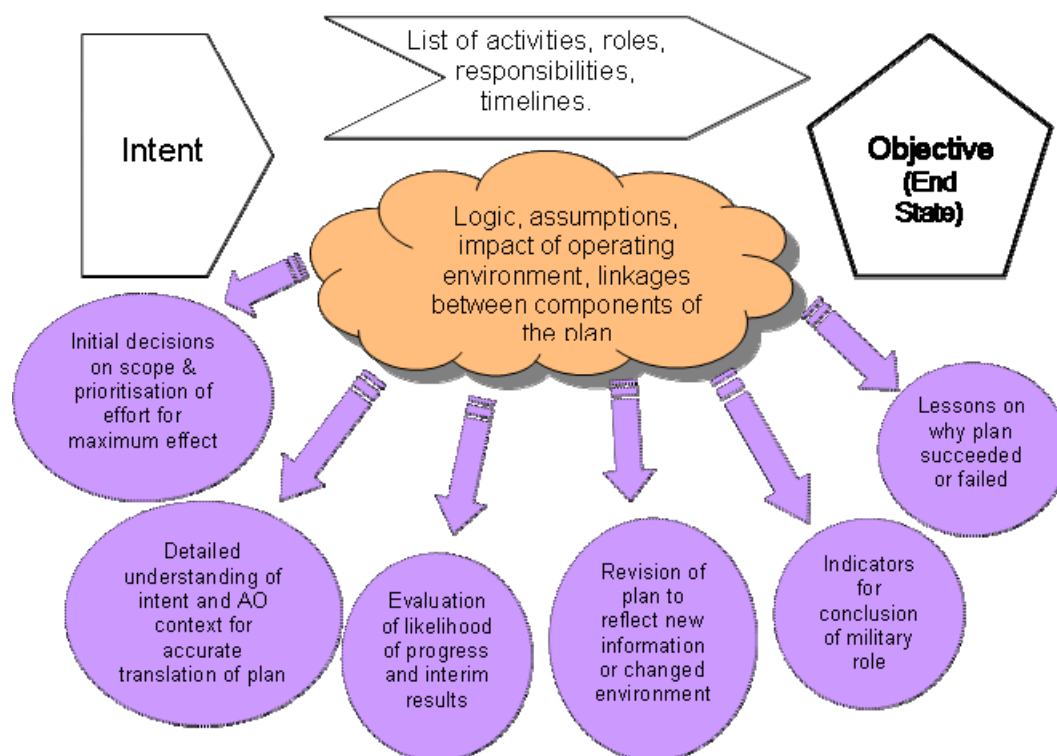 Intent
List of activities, roles,
responsibilities,
timelines.
Objective
(End
State)
Logic, assumptions,
impact of operating
environment, linkages
between components of
the plan
Initial decisions
on scope &
prioritisation of
effort for
maximum effect
Detailed
understanding of
intent and AO
context for
accurate
translation of plan
Evaluation
of likelihood
of progress
and interim
results
Revision of
plan to
reflect new
information
or changed
environment
Indicators
for
conclusion
of military
role
Lessons on
why plan
succeeded
or failed